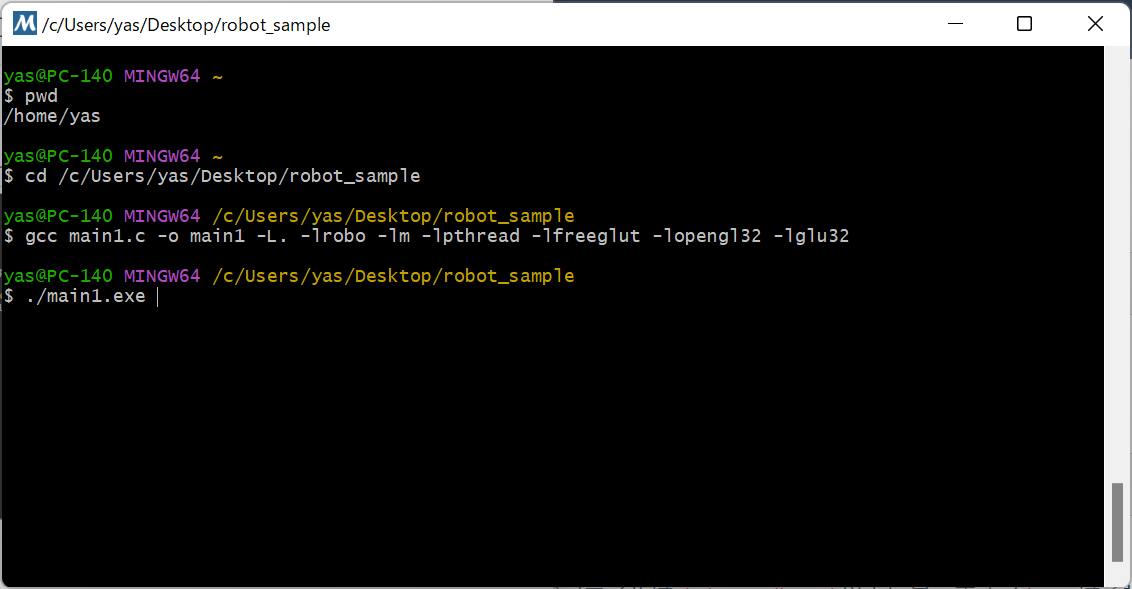 /c/Users/yas/Desktop/robot_sample
yas@PC-140 MINGW64 ~
$ pwd
/home/yas
yas@PC-140 MINGW64 ~
$ cd /c/Users/yas/Desktop/robot_sample
yas@PC-140 MINGW64 /c/Users/yas/Desktop/robot_sample
$ gcc main1.c -o main1 -L. -lrobo -lm -lpthread -lfreeglut -lopengl32 -lglu32
yas@PC-140 MINGW64 /c/Users/yas/Desktop/robot_sample
$ ./main1.exe